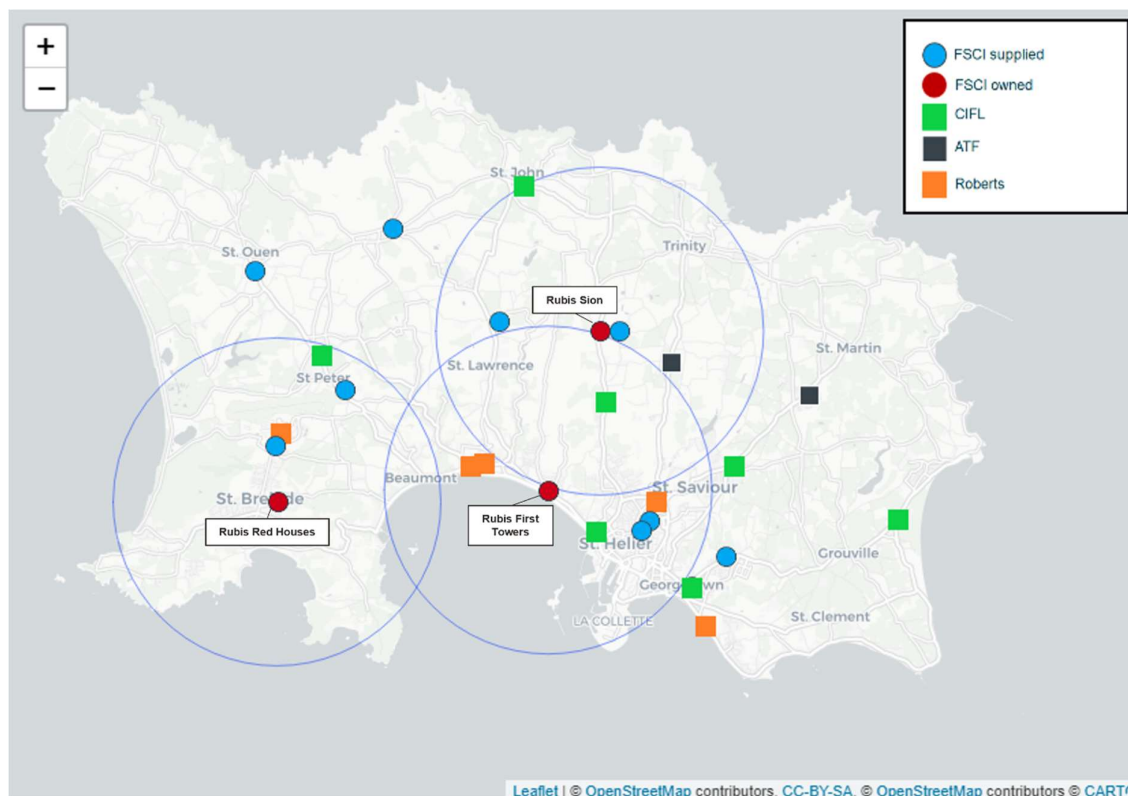 +
−
FSCI supplied
FSCI owned
CIFL
ATF
Roberts
St. John
Trinity
St. Ouen
Rubis Sion
St. Martin
St. Lawrence
St Peter
Beaumont
St. Saviour
St. Brelade
Rubis Red Houses
Rubis First
Towers
St. Helier
Grouville
Georgetown
St. Clement
LA COLLETTE
Leaflet | © OpenStreetMap contributors, CC-BY-SA, © OpenStreetMap contributors © CART